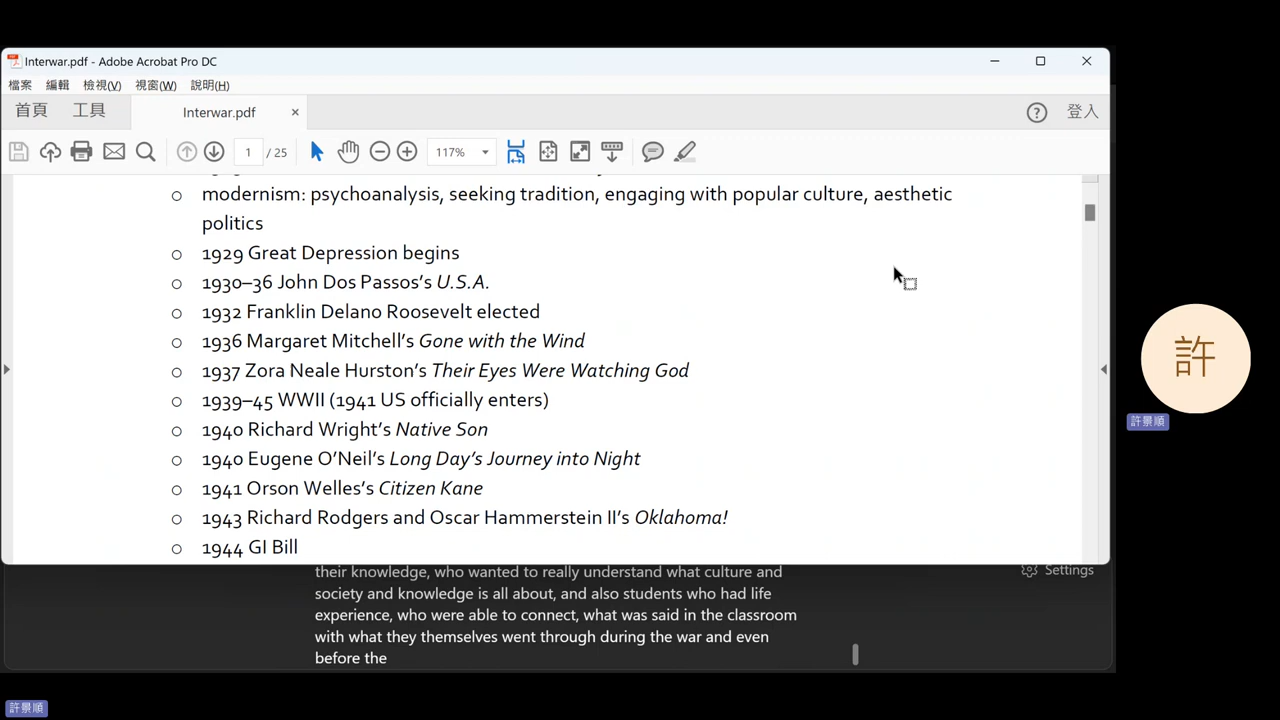 Interwar.pdf - Adobe Acrobat Pro DC
檔案 編輯 檢視(V) 視窗(W) 說明(H)
首頁 工具 Interwar.pdf × ? 登入
1 / 25 117%
o modernism: psychoanalysis, seeking tradition, engaging with popular culture, aesthetic
politics
o 1929 Great Depression begins
o 1930–36 John Dos Passos’s U.S.A.
o 1932 Franklin Delano Roosevelt elected
o 1936 Margaret Mitchell’s Gone with the Wind
o 1937 Zora Neale Hurston’s Their Eyes Were Watching God
o 1939–45 WWII (1941 US officially enters)
o 1940 Richard Wright’s Native Son
o 1940 Eugene O’Neil’s Long Day’s Journey into Night
o 1941 Orson Welles’s Citizen Kane
o 1943 Richard Rodgers and Oscar Hammerstein II’s Oklahoma!
o 1944 GI Bill
their knowledge, who wanted to really understand what culture and
society and knowledge is all about, and also students who had life
experience, who were able to connect, what was said in the classroom
with what they themselves went through during the war and even
before the
Settings
許
許景順
許景順